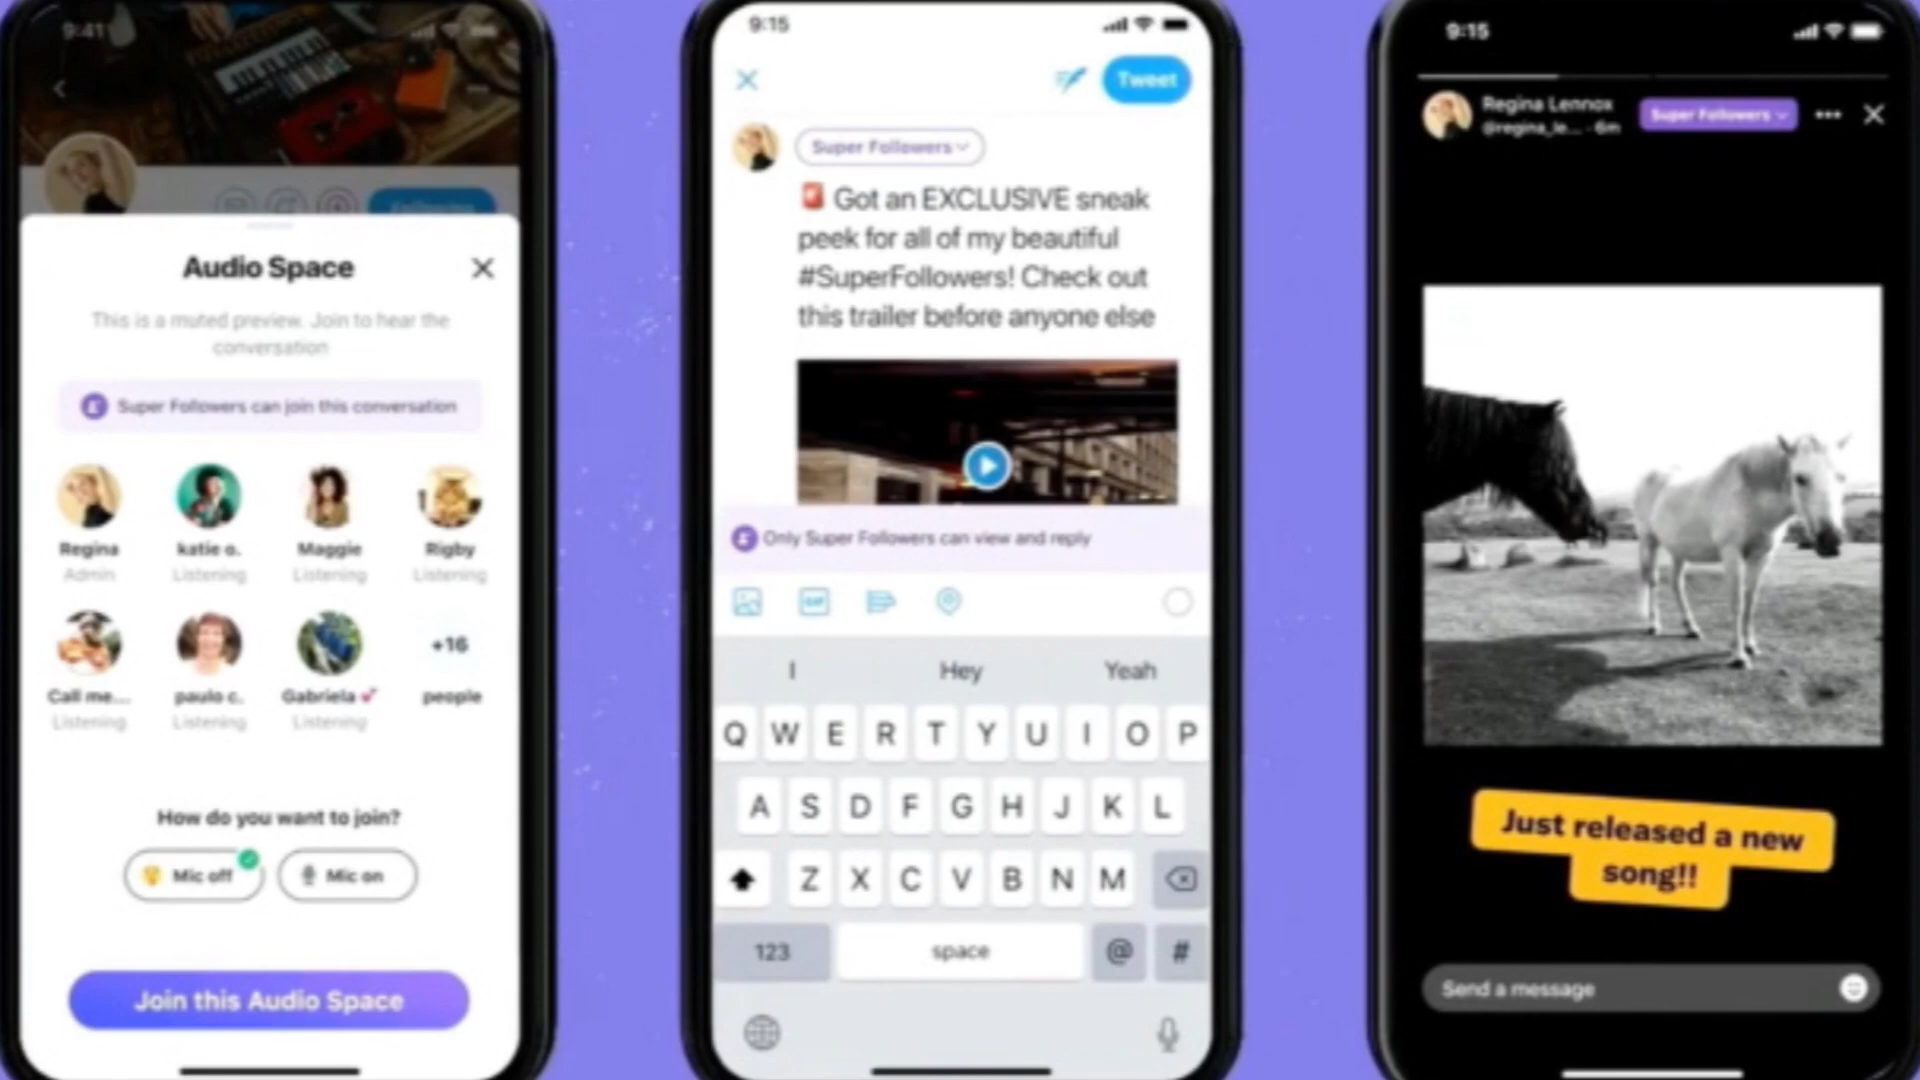 9:41
Following
Audio Space
This is a muted preview. Join to hear the
conversation
Super Followers can join this conversation
Regina
katie o.
Maggie
Rigby
Admin
Listening
Listening
Listening
+16
Call me...
paulo c.
Gabriela 💕
people
Listening
Listening
Listening
How do you want to join?
Mic off
Mic on
Join this Audio Space
9:15
Tweet
Super Followers
🚨 Got an EXCLUSIVE sneak
peek for all of my beautiful
#SuperFollowers! Check out
this trailer before anyone else
Only Super Followers can view and reply
GIF
I Hey Yeah
Q W E R T Y U I O P
A S D F G H J K L
Z X C V B N M
123 space @ #
9:15
Regina Lennox
@regina_le... · 6m
Super Followers
Just released a new
song!!
Send a message